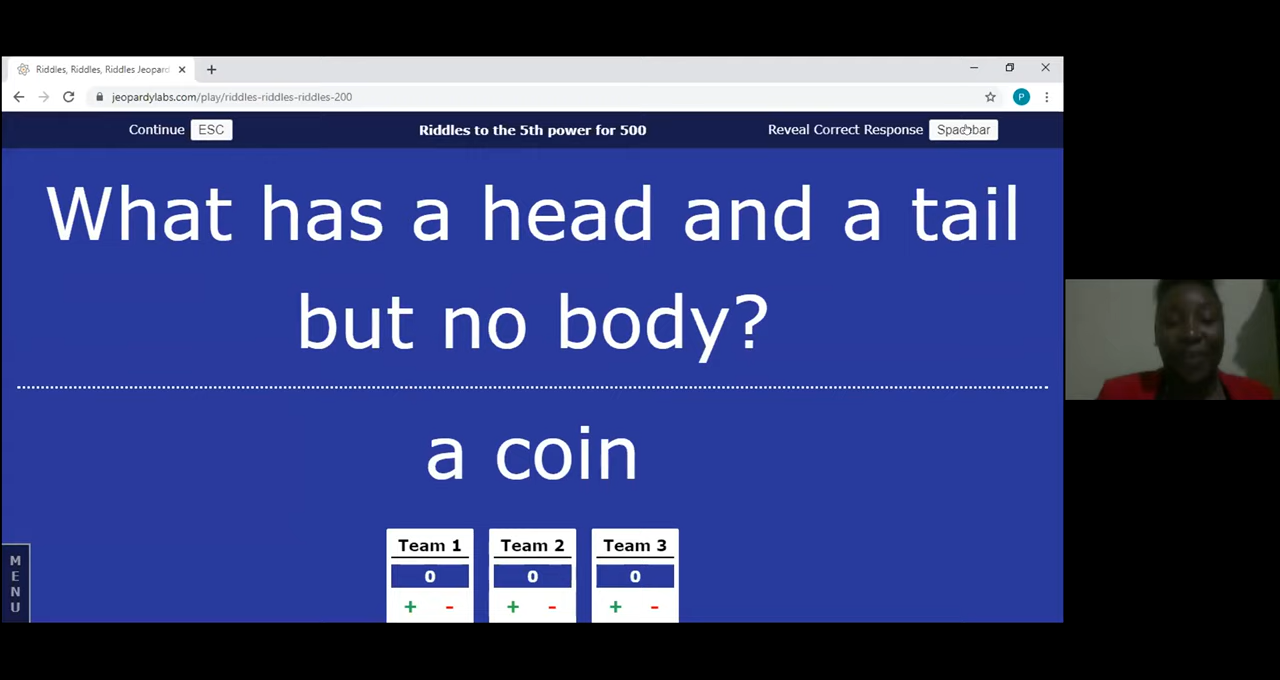 Riddles, Riddles, Riddles Jeopard
jeopardylabs.com/play/riddles-riddles-riddles-200
P
Continue ESC
Riddles to the 5th power for 500
Reveal Correct Response Spacebar
What has a head and a tail
but no body?
a coin
MENU
Team 1 Team 2 Team 3
0 0 0
+ - + - + -